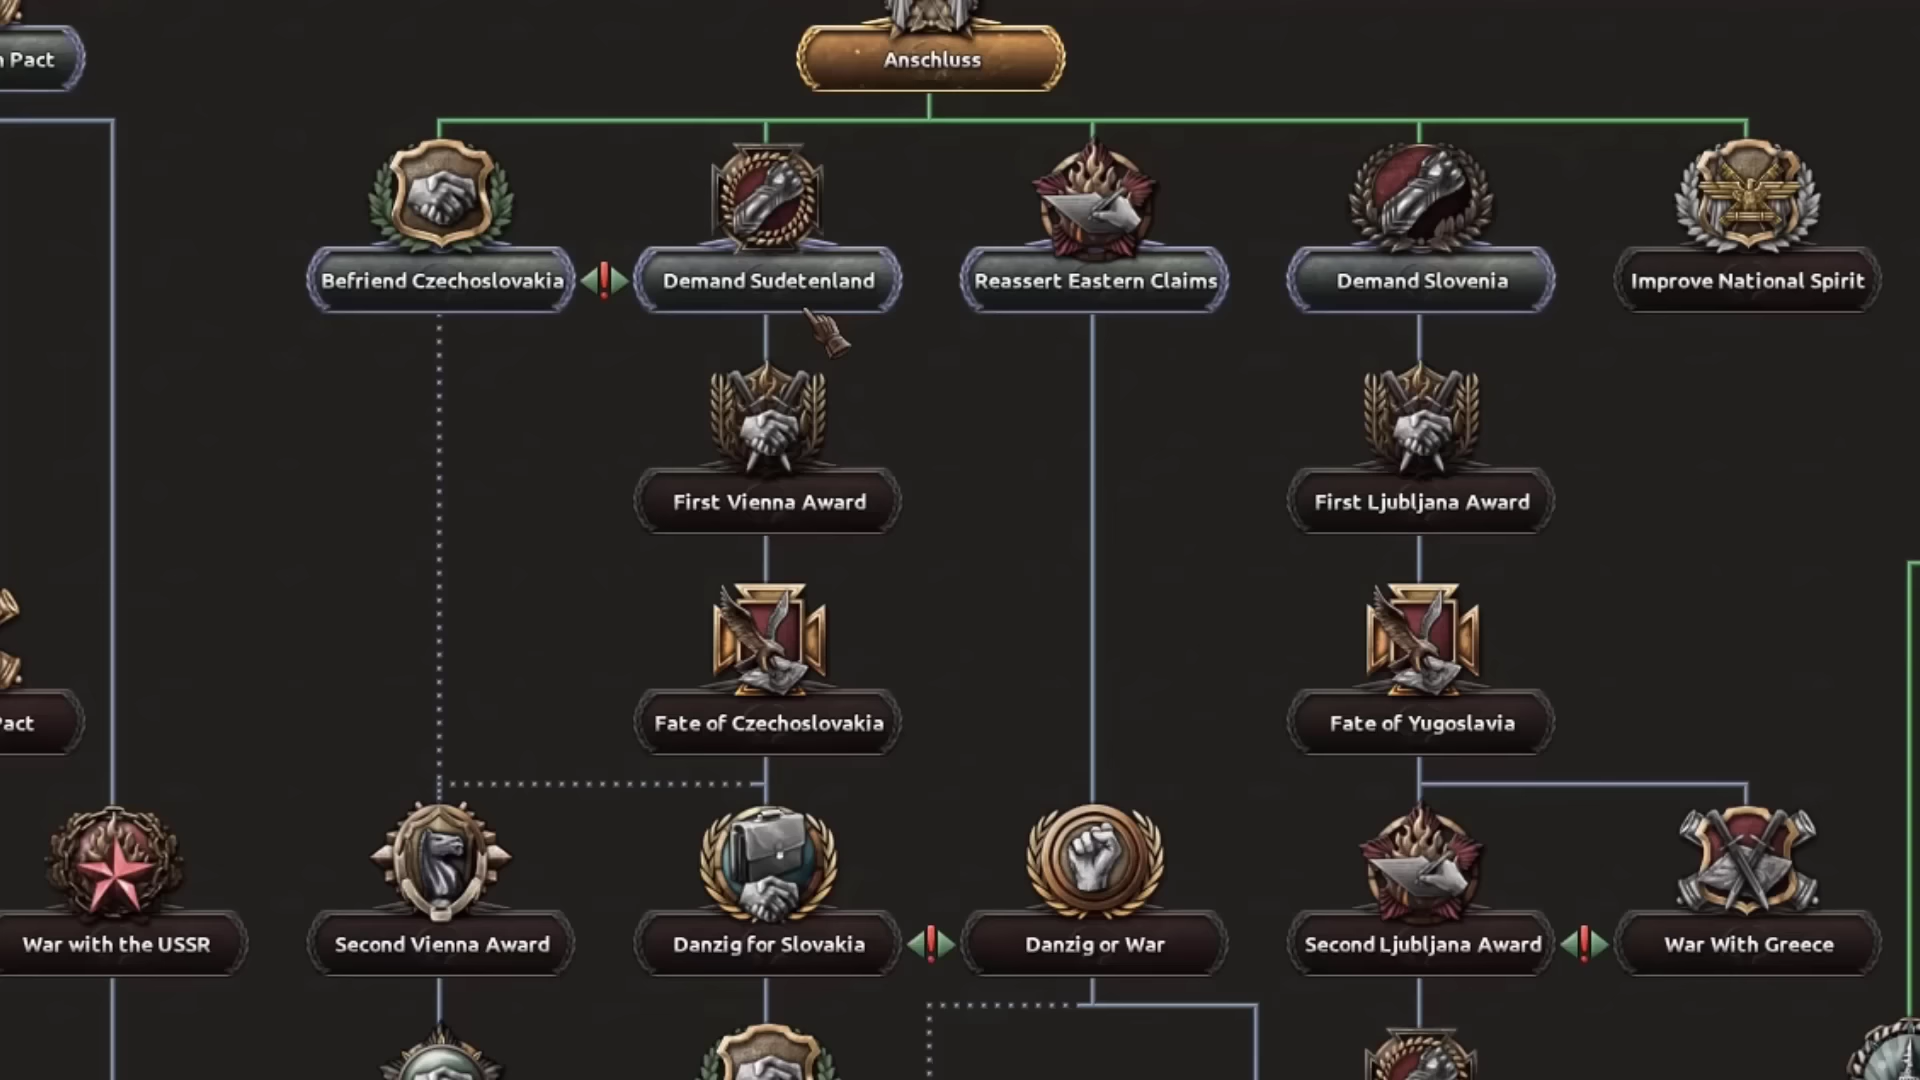 Pact
Anschluss
Befriend Czechoslovakia
Demand Sudetenland
Reassert Eastern Claims
Demand Slovenia
Improve National Spirit
First Vienna Award
First Ljubljana Award
Pact
Fate of Czechoslovakia
Fate of Yugoslavia
War with the USSR
Second Vienna Award
Danzig for Slovakia
Danzig or War
Second Ljubljana Award
War With Greece